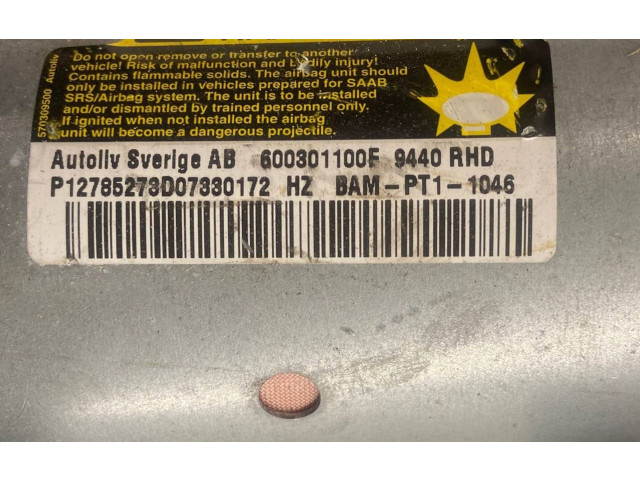 Do not open remove or transfer to another
vehicle! Risk of malfunction and bodily injury!
Contains flammable solids. The airbag unit should
only be installed in vehicles prepared for SAAB
SRS/Airbag system. The unit is to be installed
and/or dismantled by trained personnel only.
If ignited when not installed the airbag
unit will become a dangerous projectile.
570369500 Autoliv
Autoliv Sverige AB 600301100F 9440 RHD
P12785273D07330172 HZ BAM-PT1-1046